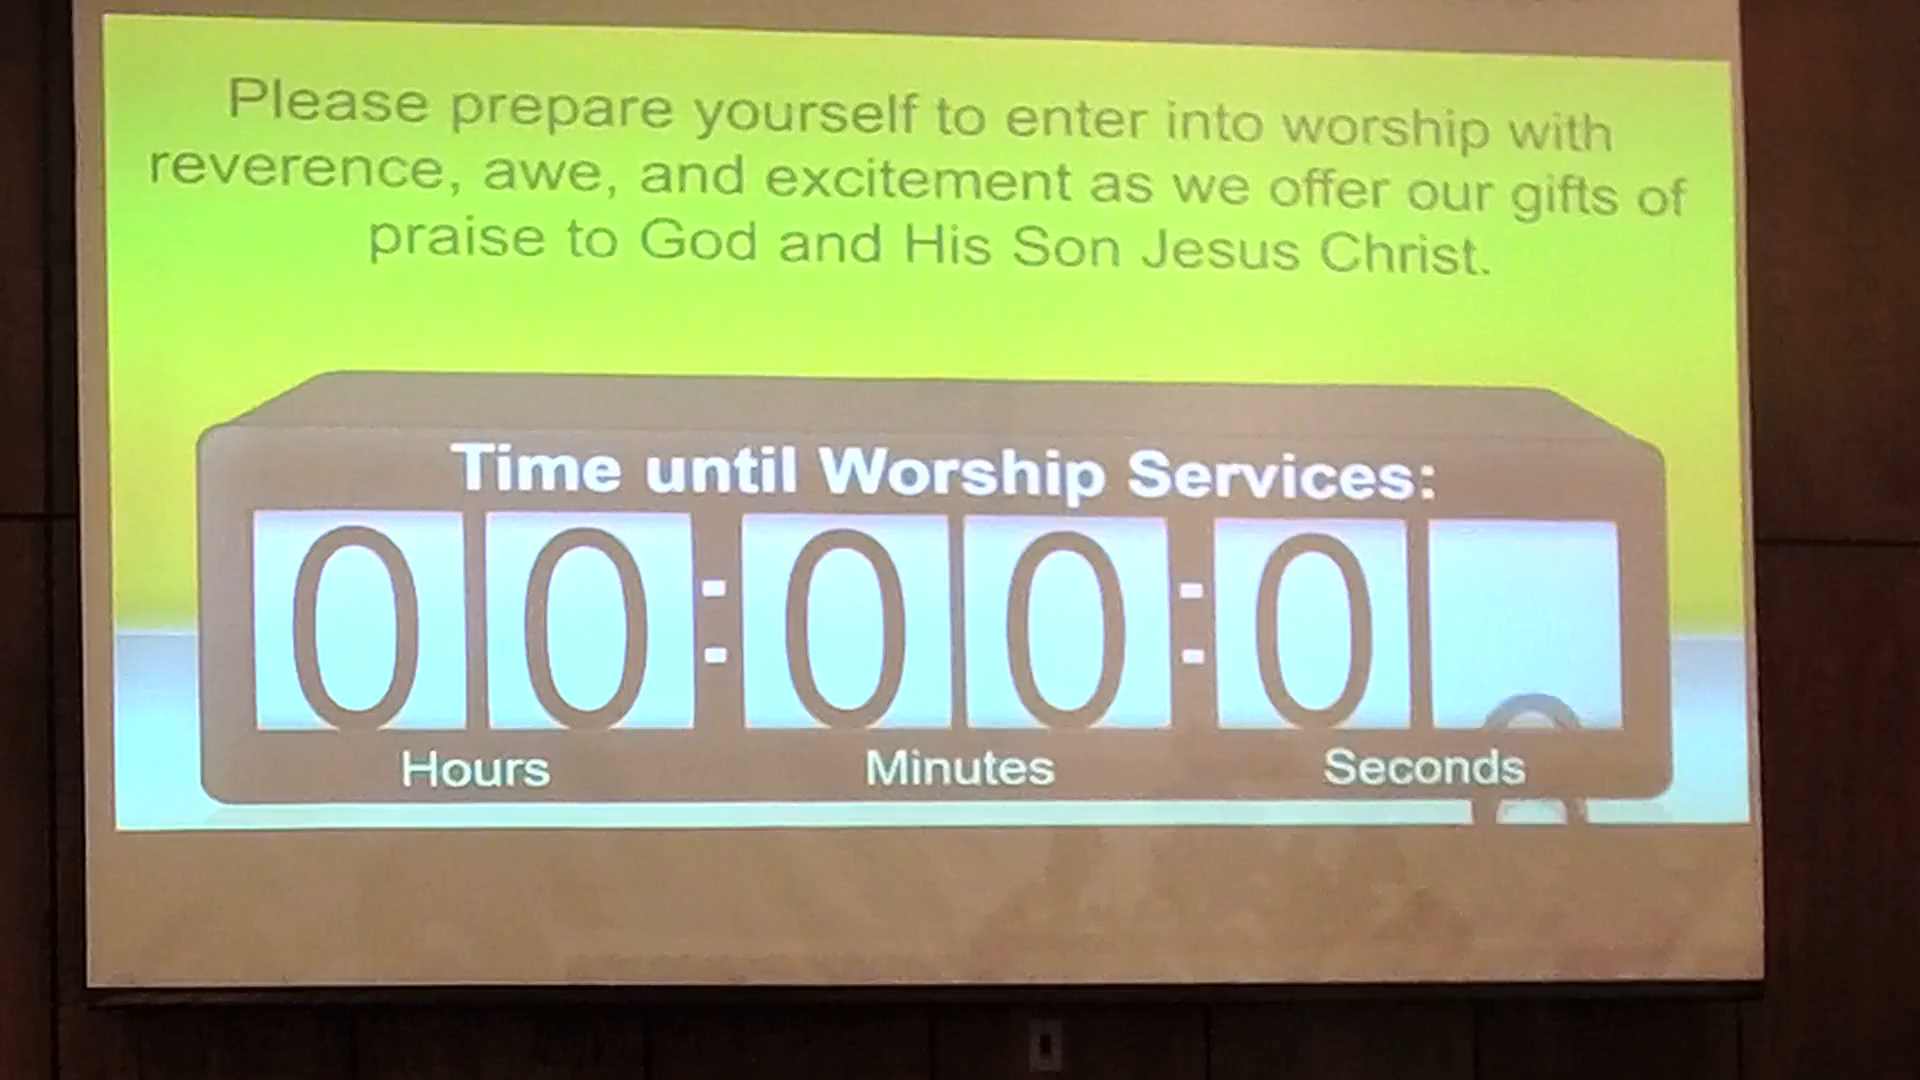 Please prepare yourself to enter into worship with
reverence, awe, and excitement as we offer our gifts of
praise to God and His Son Jesus Christ.
Time until Worship Services:
00:00:0
Hours Minutes Seconds